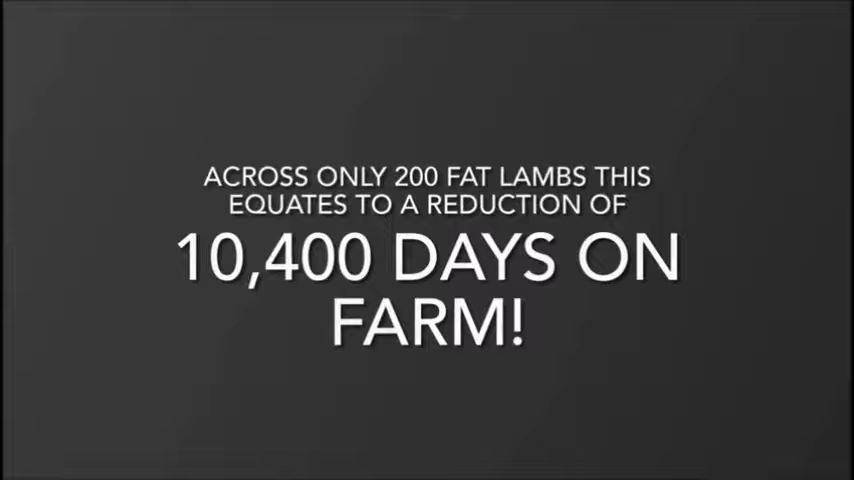 ACROSS ONLY 200 FAT LAMBS THIS
EQUATES TO A REDUCTION OF
10,400 DAYS ON
FARM!